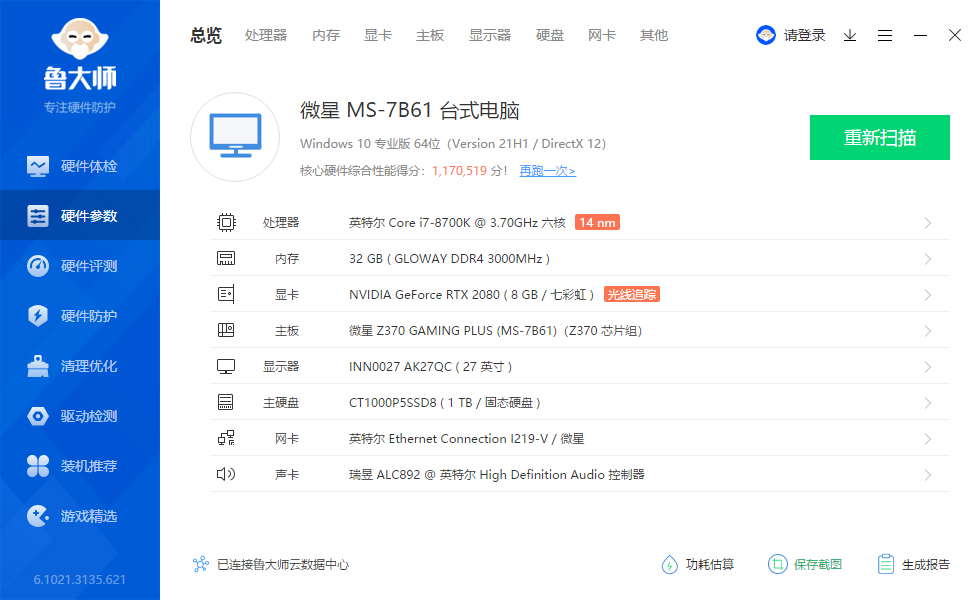 鲁大师
专注硬件防护
硬件体检
硬件参数
硬件评测
硬件防护
清理优化
驱动检测
装机推荐
游戏精选
6.1021.3135.621
总览 处理器 内存 显卡 主板 显示器 硬盘 网卡 其他 请登录
微星 MS-7B61 台式电脑
Windows 10 专业版 64位（Version 21H1 / DirectX 12)
核心硬件综合性能得分：1,170,519 分！ 再跑一次>
重新扫描
处理器 英特尔 Core i7-8700K @ 3.70GHz 六核 14 nm
内存 32 GB ( GLOWAY DDR4 3000MHz )
显卡 NVIDIA GeForce RTX 2080 ( 8 GB / 七彩虹 ) 光线追踪
主板 微星 Z370 GAMING PLUS (MS-7B61)（Z370 芯片组）
显示器 INN0027 AK27QC ( 27 英寸 )
主硬盘 CT1000P5SSD8 ( 1 TB / 固态硬盘 )
网卡 英特尔 Ethernet Connection I219-V / 微星
声卡 瑞昱 ALC892 @ 英特尔 High Definition Audio 控制器
已连接鲁大师云数据中心 功耗估算 保存截图 生成报告